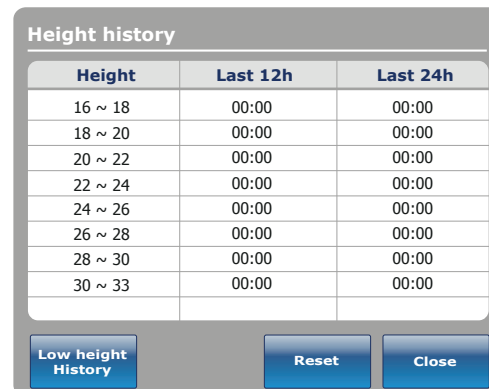 Height history
Height Last 12h Last 24h
16 ~ 18 00:00 00:00
18 ~ 20 00:00 00:00
20 ~ 22 00:00 00:00
22 ~ 24 00:00 00:00
24 ~ 26 00:00 00:00
26 ~ 28 00:00 00:00
28 ~ 30 00:00 00:00
30 ~ 33 00:00 00:00
Low height
History
Reset
Close